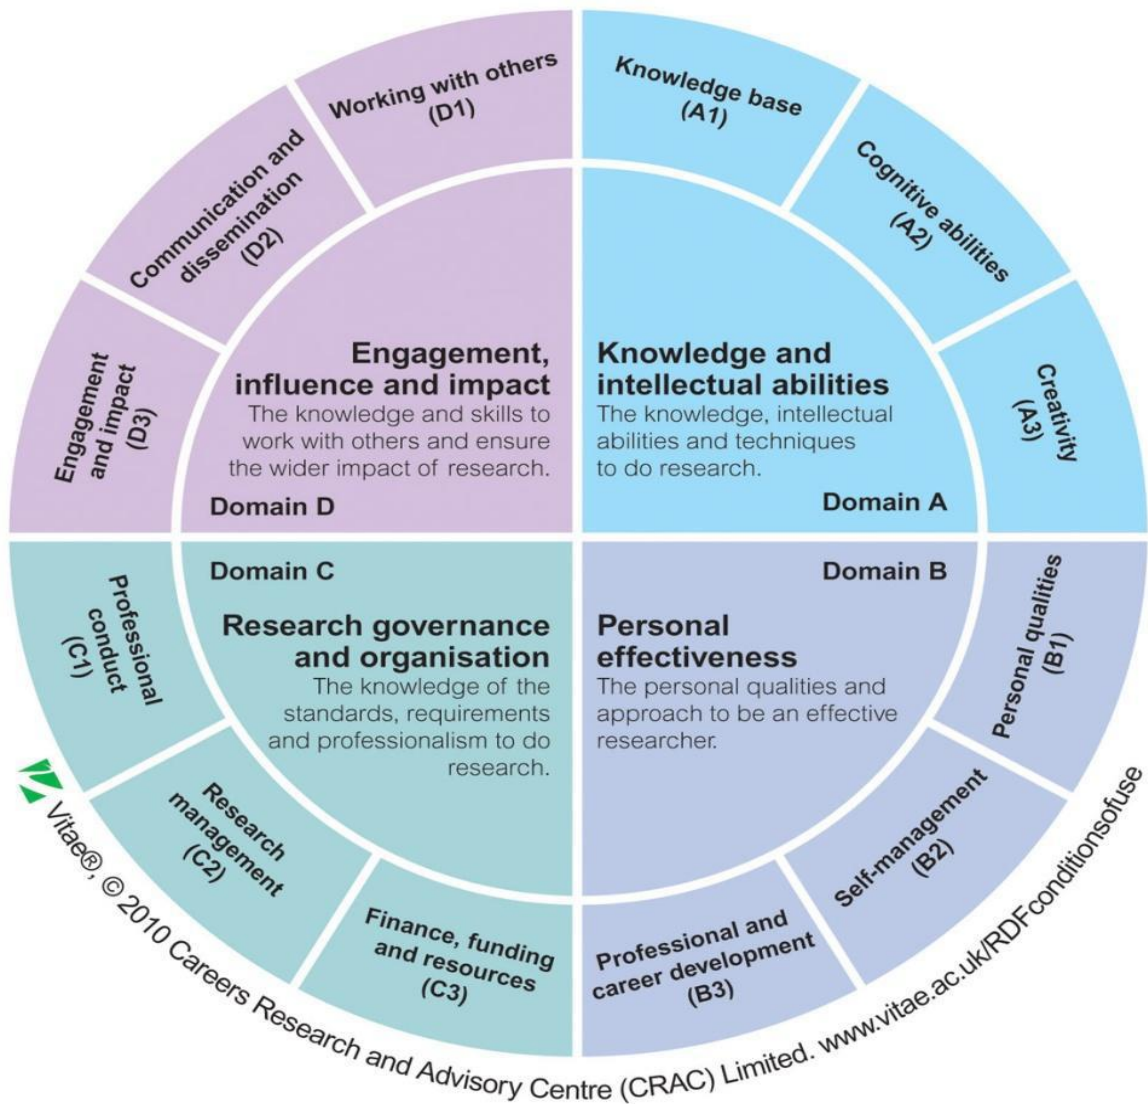 Working with others
(D1)
Knowledge base
(A1)
Communication and
dissemination
(D2)
Cognitive abilities
(A2)
Engagement
and impact
(D3)
Creativity
(A3)
Engagement,
influence and impact
The knowledge and skills to
work with others and ensure
the wider impact of research.
Domain D
Knowledge and
intellectual abilities
The knowledge, intellectual
abilities and techniques
to do research.
Domain A
Domain C
Research governance
and organisation
The knowledge of the
standards, requirements
and professionalism to do
research.
Domain B
Personal
effectiveness
The personal qualities and
approach to be an effective
researcher.
Professional
conduct
(C1)
Personal qualities
(B1)
Research
management
(C2)
Self-management
(B2)
Finance, funding
and resources
(C3)
Professional and
career development
(B3)
Vitae®, © 2010 Careers Research and Advisory Centre (CRAC) Limited. www.vitae.ac.uk/RDFconditionsofuse